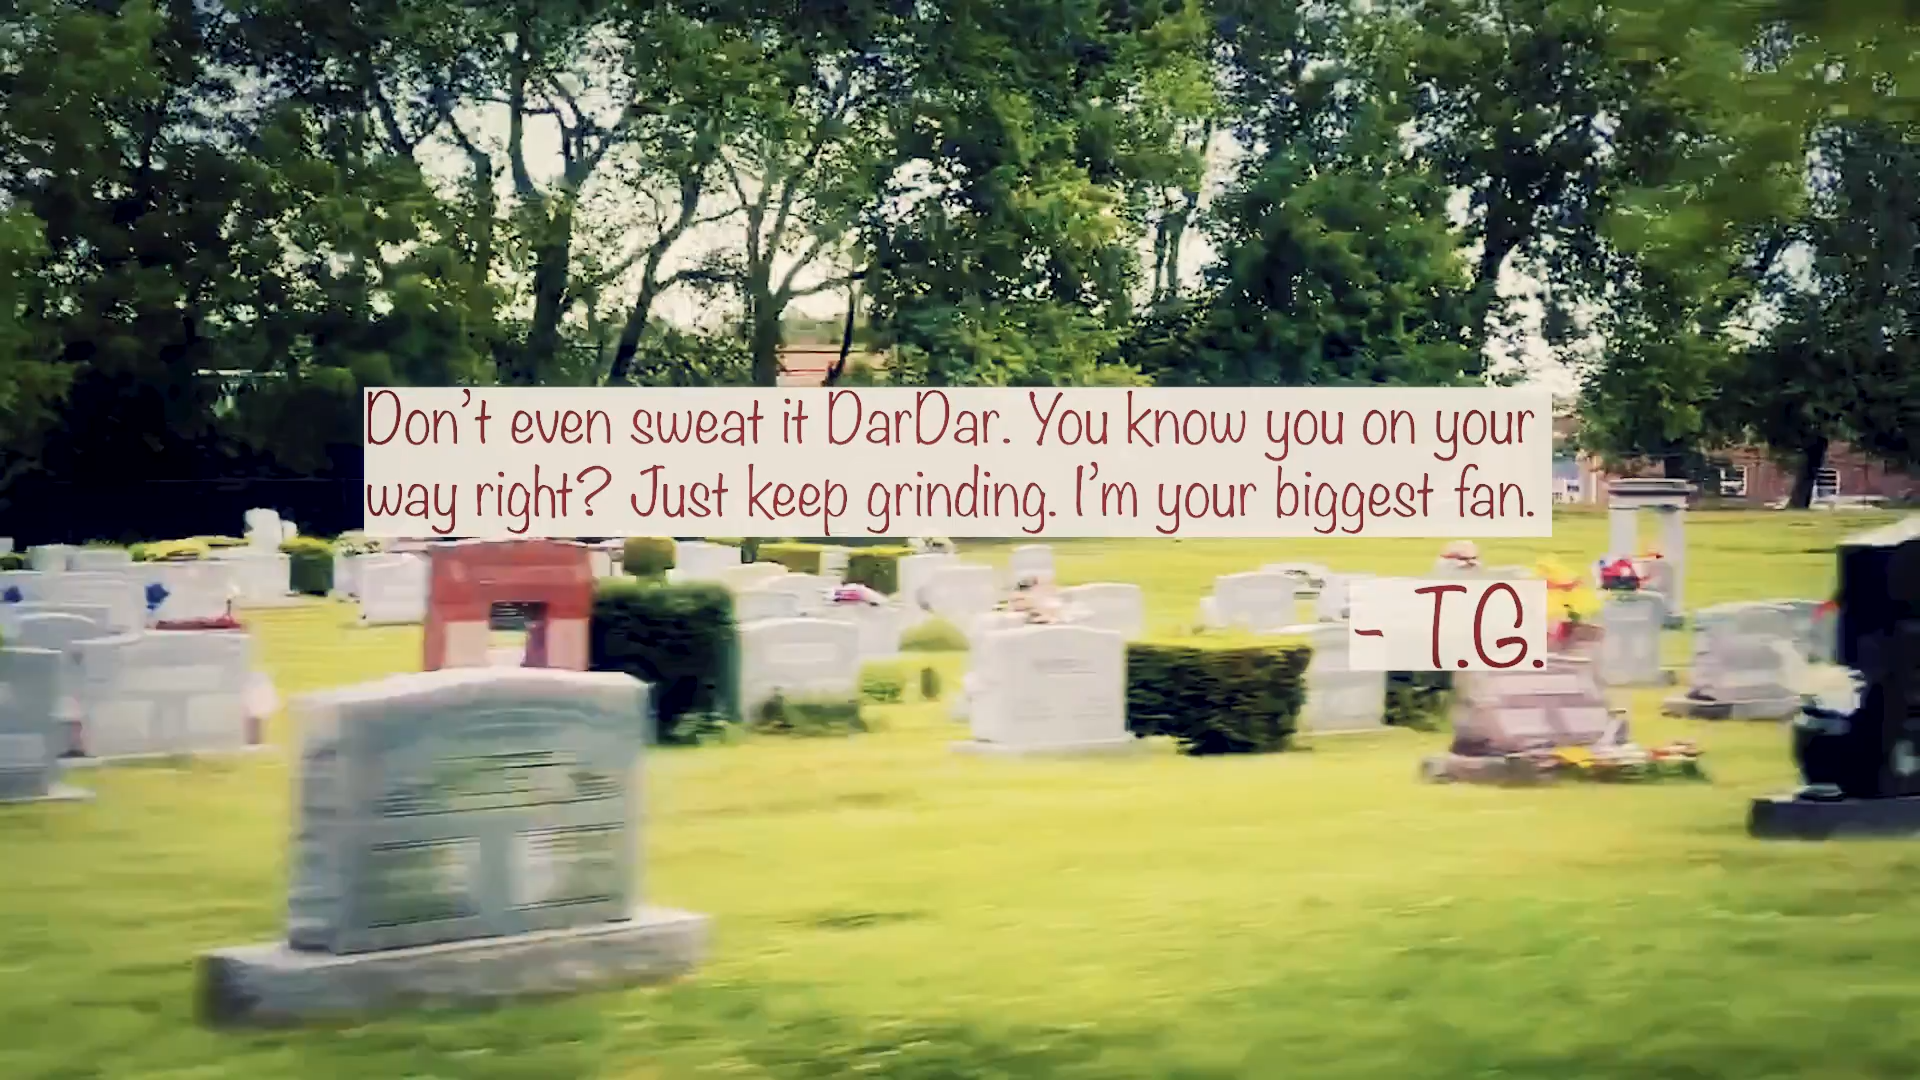 Don't even sweat it DarDar. You know you on your
way right? Just keep grinding. I'm your biggest fan.
- T.G.